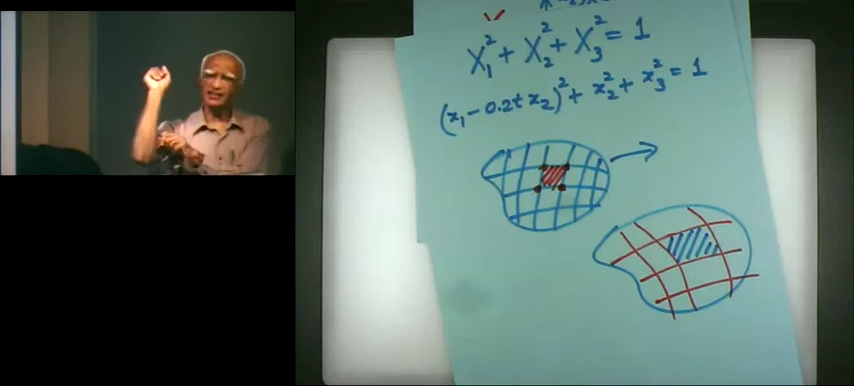 X₁² + X₂² + X₃² = 1
(x₁ − 0.2t x₂)² + x₂² + x₃² = 1